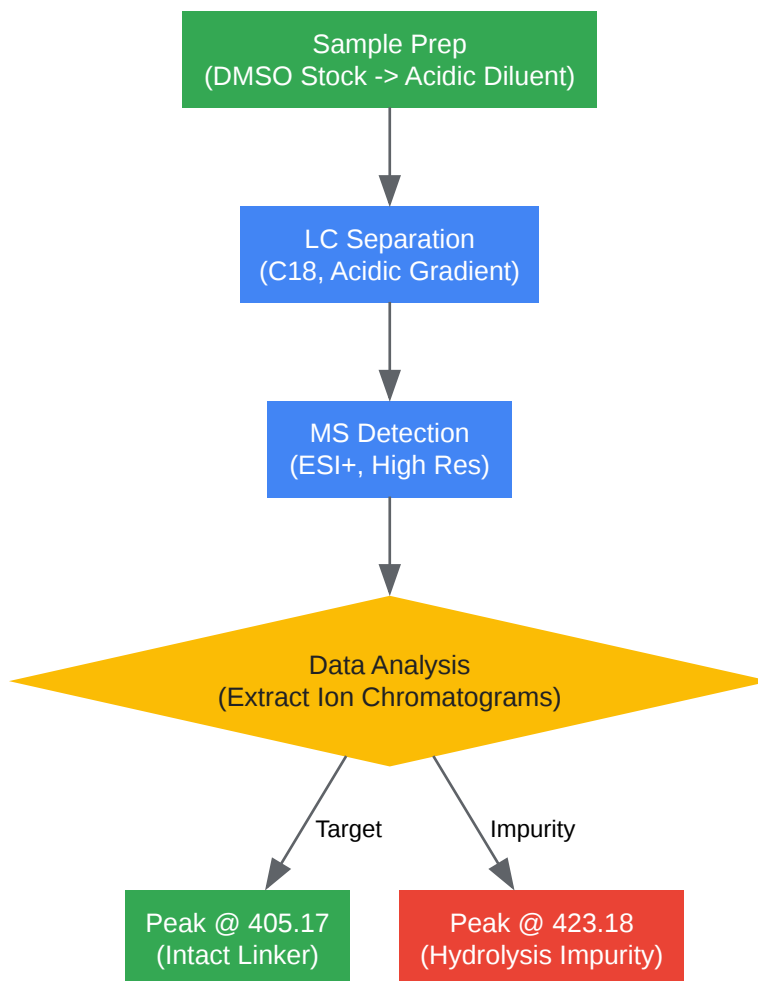 Sample Prep
(DMSO Stock -> Acidic Diluent)
LC Separation
(C18, Acidic Gradient)
MS Detection
(ESI+, High Res)
Data Analysis
(Extract Ion Chromatograms)
Target
Impurity
Peak @ 405.17
(Intact Linker)
Peak @ 423.18
(Hydrolysis Impurity)